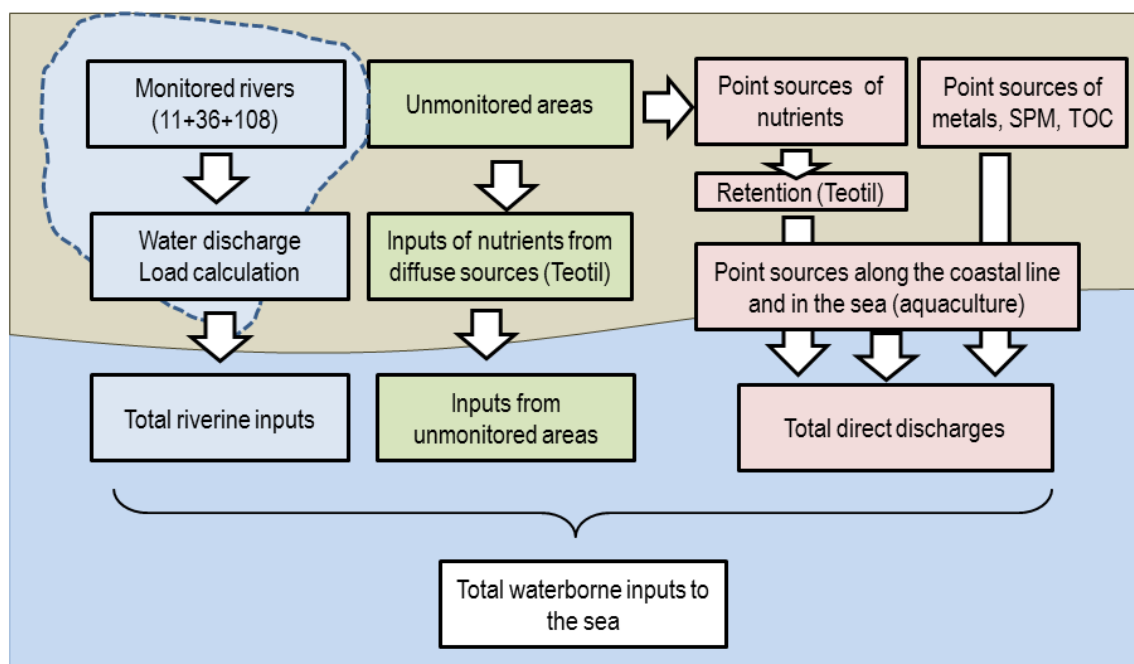 Monitored rivers
(11+36+108)
Unmonitored areas
Point sources of
nutrients
Point sources of
metals, SPM, TOC
Retention (Teotil)
Water discharge
Load calculation
Inputs of nutrients from
diffuse sources (Teotil)
Point sources along the coastal line
and in the sea (aquaculture)
Total riverine inputs
Inputs from
unmonitored areas
Total direct discharges
Total waterborne inputs to
the sea